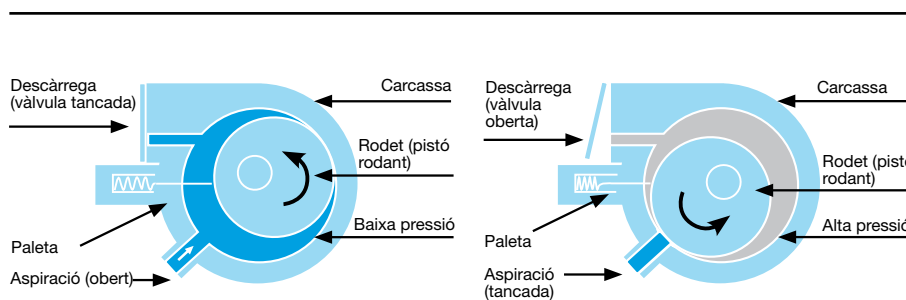 Descàrrega
(vàlvula tancada)
Carcassa
Rodet (pistó
rodant)
Baixa pressió
Paleta
Aspiració (obert)
Descàrrega
(vàlvula
oberta)
Carcassa
Rodet (pistó
rodant)
Alta pressió
Paleta
Aspiració
(tancada)